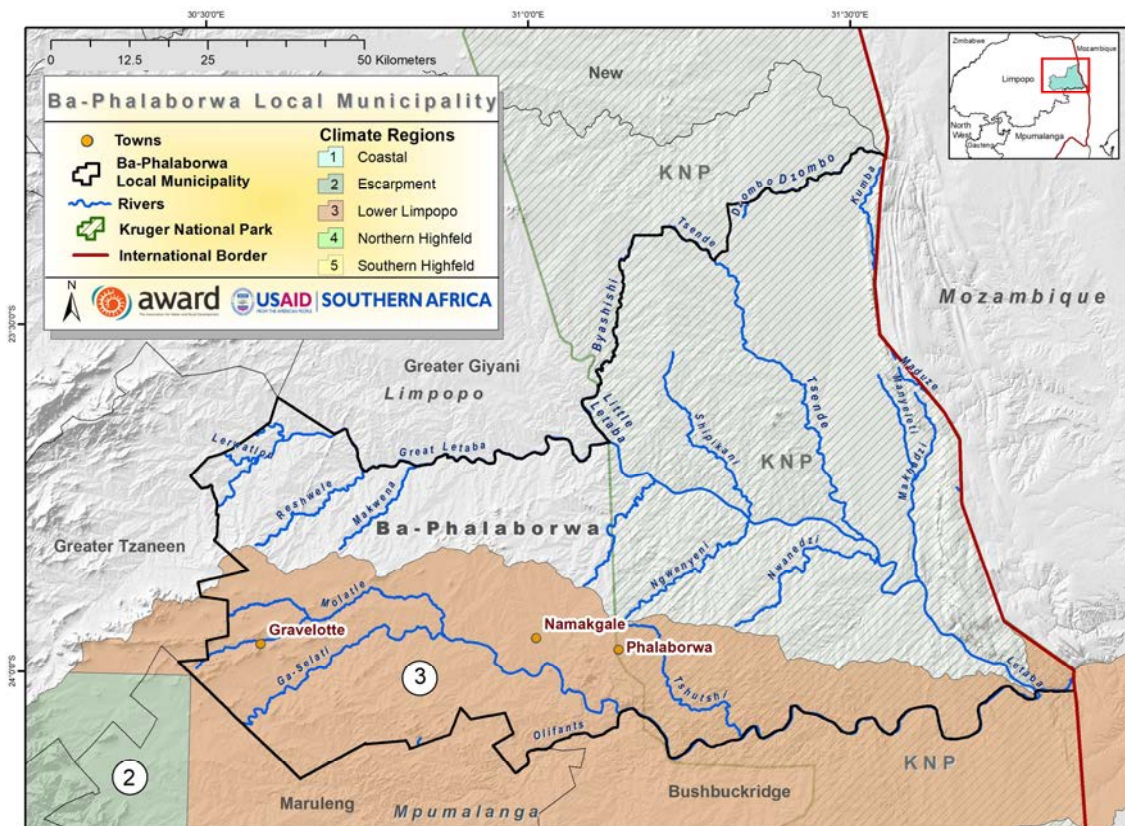 30°30'0"E
31°0'0"E
31°30'0"E
0
12.5
25
50 Kilometers
Ba-Phalaborwa Local Municipality
Towns
Ba-Phalaborwa
Local Municipality
Rivers
Kruger National Park
International Border
Climate Regions
1 Coastal
2 Escarpment
3 Lower Limpopo
4 Northern Highfeld
5 Southern Highfeld
N
award
USAID
FROM THE AMERICAN PEOPLE
SOUTHERN AFRICA
Zimbabwe
Mozambique
Limpopo
North
West
Mpumalanga
Gauteng
New
KNP
Dzombo
Dzombo
Kumba
Tsende
Byashishi
Mozambique
23°30'0"S
Greater Giyani
Limpopo
Little
Letaba
Maduze
Manyeleti
Makhadzi
Shipikani
Tsende
Great Letaba
KNP
Reshwele
Makwena
Ba-Phalaborwa
Greater Tzaneen
Ngwenyeni
Nwanedzi
Molatle
Gravelotte
Namakgale
Phalaborwa
Ga-Selati
3
Tshutshi
Letaba
24°0'0"S
Olifants
2
Maruleng
Mpumalanga
Bushbuckridge
KNP